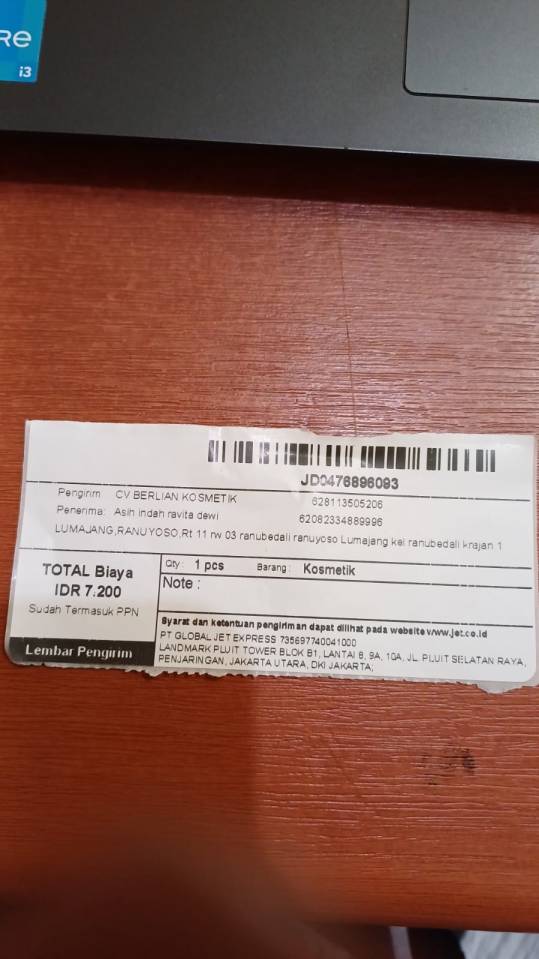 i3
JD0476896093
Pengirim CV BERLIAN KOSMETIK 628113505206
Penerima: Asih indah ravita dewi 62082334889996
LUMAJANG,RANUYOSO,Rt 11 rw 03 ranubedali ranuyoso Lumajang kel ranubedali krajan 1
TOTAL Biaya
IDR 7.200
Sudah Termasuk PPN
Lembar Pengirim
Qty : 1 pcs Barang : Kosmetik
Note :
Syarat dan ketentuan pengiriman dapat dilihat pada website www.jet.co.id
PT GLOBAL JET EXPRESS 735697740041000
LANDMARK PLUIT TOWER BLOK B1, LANTAI 8, 9A, 10A, JL. PLUIT SELATAN RAYA,
PENJARINGAN, JAKARTA UTARA, DKI JAKARTA;